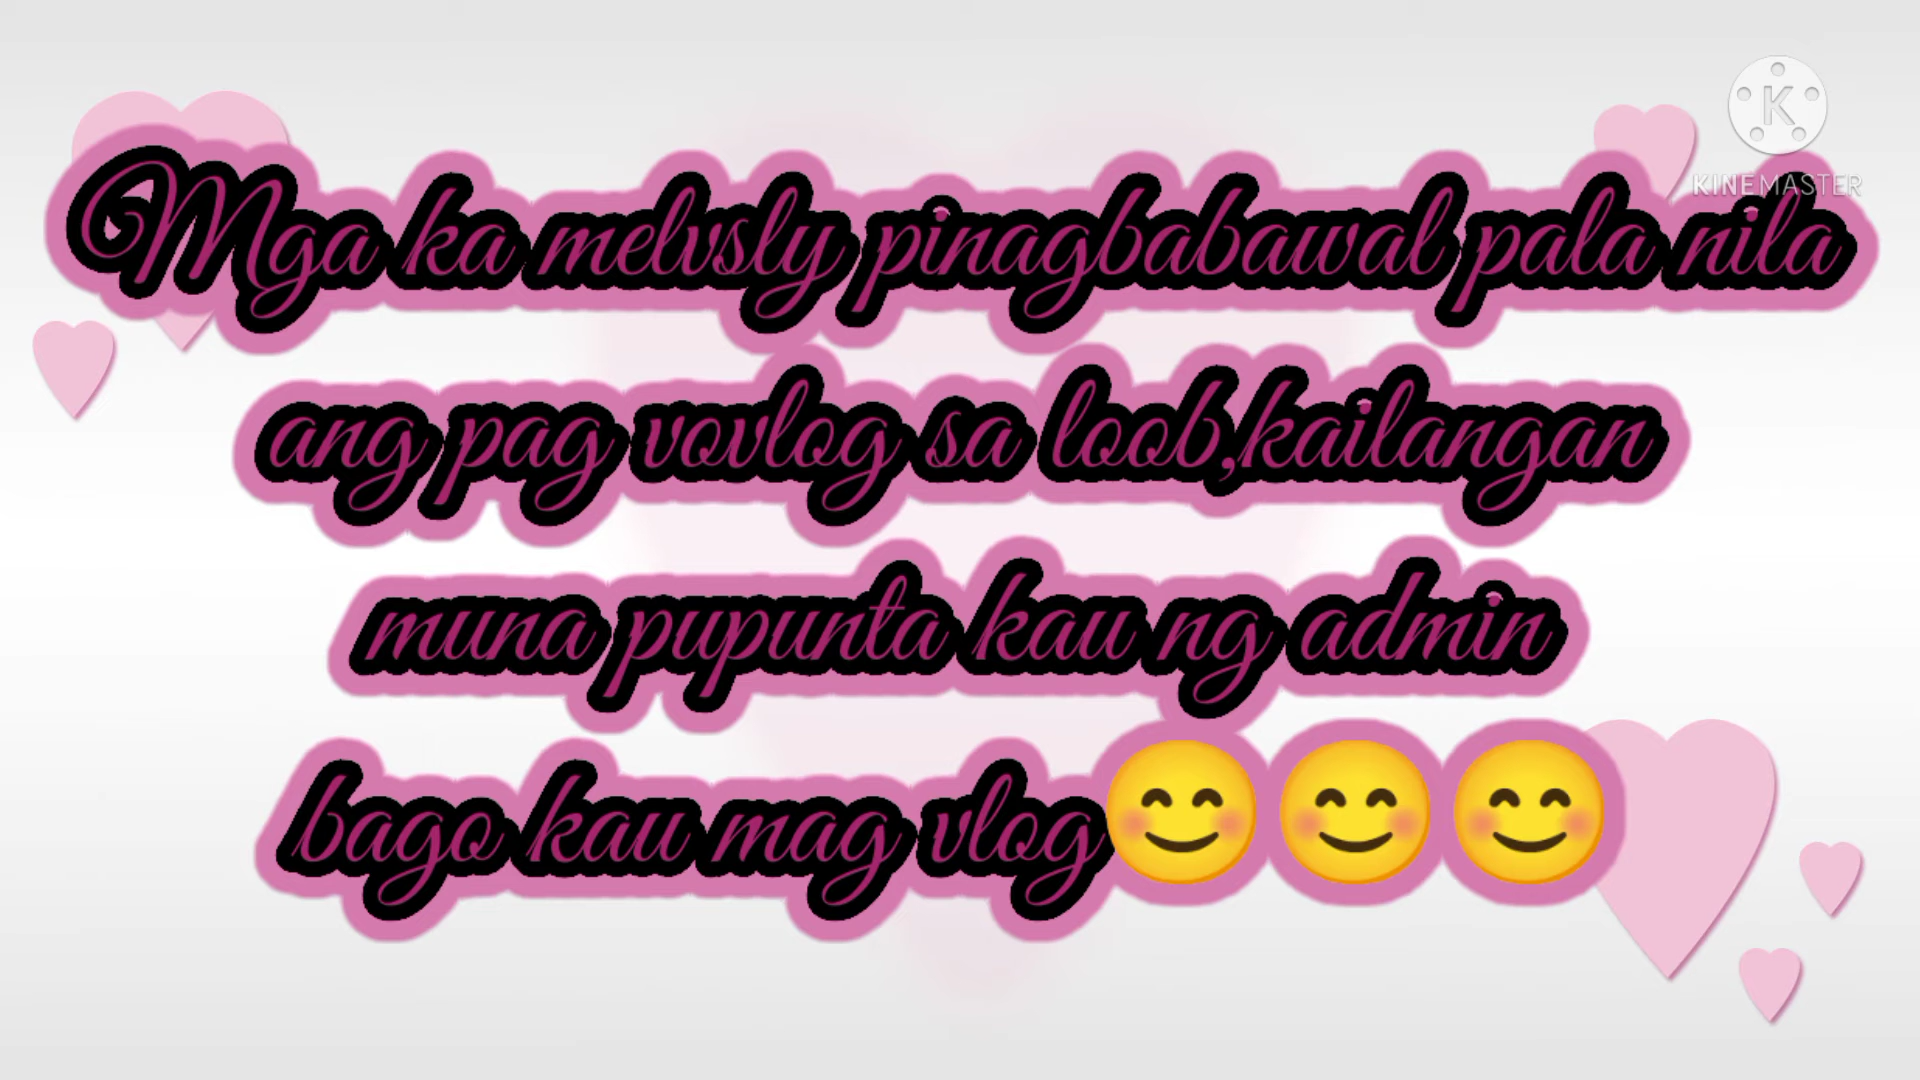 KINEMASTER
Mga ka melvsly pinagbabawal pala nila
ang pag vovlog sa loob,kailangan
muna pupunta kau ng admin
bago kau mag vlog😊😊😊